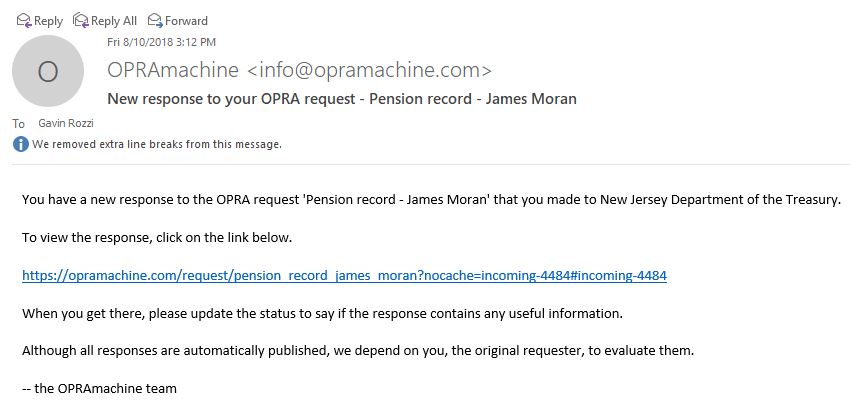 Reply Reply All Forward
Fri 8/10/2018 3:12 PM
O
OPRAmachine <info@opramachine.com>
New response to your OPRA request - Pension record - James Moran
To Gavin Rozzi
We removed extra line breaks from this message.
You have a new response to the OPRA request 'Pension record - James Moran' that you made to New Jersey Department of the Treasury.
To view the response, click on the link below.
https://opramachine.com/request/pension_record_james_moran?nocache=incoming-4484#incoming-4484
When you get there, please update the status to say if the response contains any useful information.
Although all responses are automatically published, we depend on you, the original requester, to evaluate them.
-- the OPRAmachine team